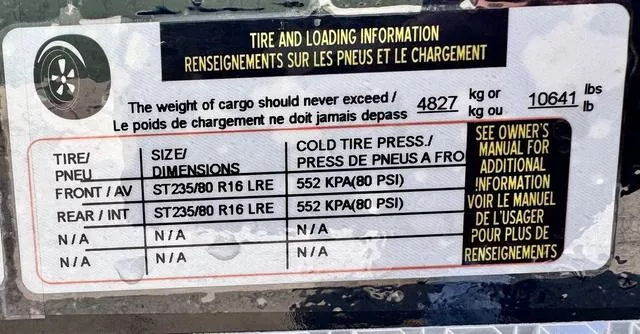 TIRE AND LOADING INFORMATION
RENSEIGNEMENTS SUR LES PNEUS ET LE CHARGEMENT
The weight of cargo should never exceed / 4827 kg or 10641 lbs
Le poids de chargement ne doit jamais depass kg ou lb
TIRE/ SIZE/ COLD TIRE PRESS./
PNEU DIMENSIONS PRESS DE PNEUS A FRO
FRONT / AV ST235/80 R16 LRE 552 KPA(80 PSI)
REAR / INT ST235/80 R16 LRE 552 KPA(80 PSI)
N/A N/A N/A
N/A N/A N/A
SEE OWNER'S
MANUAL FOR
ADDITIONAL
INFORMATION
VOIR LE MANUEL
DE L'USAGER
POUR PLUS DE
RENSEIGNEMENTS